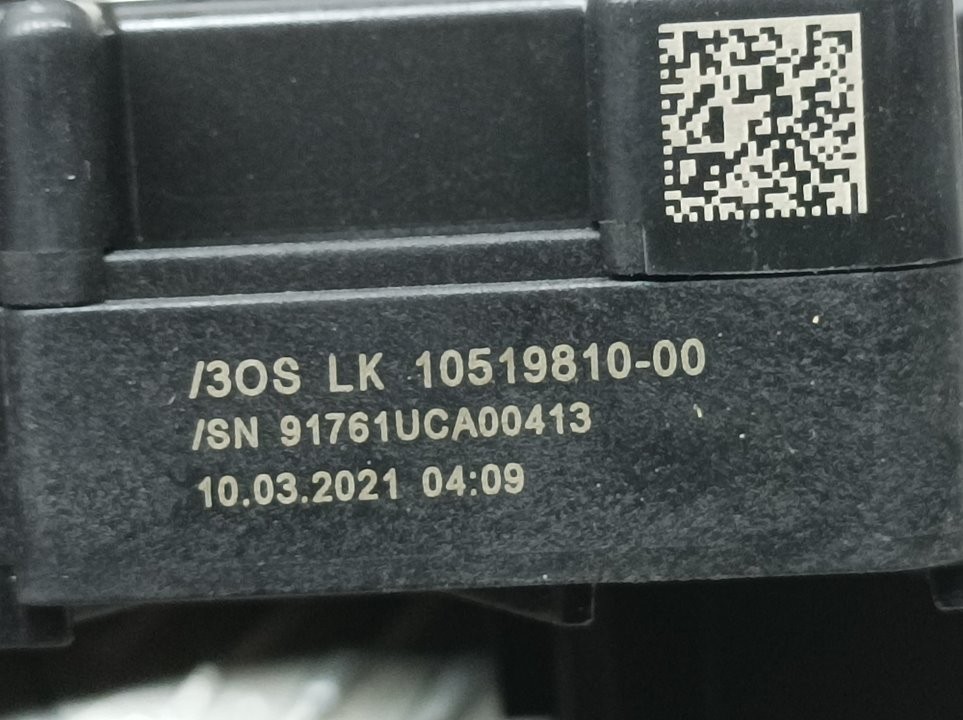 /3OS LK 10519810-00
/SN 91761UCA00413
10.03.2021 04:09